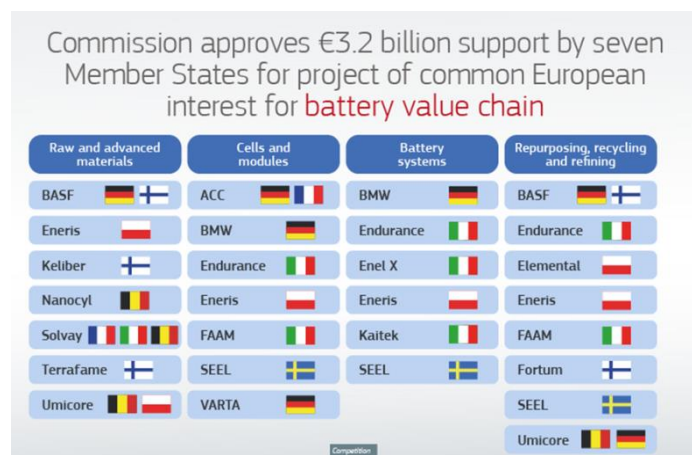 Commission approves €3.2 billion support by seven
Member States for project of common European
interest for battery value chain
Raw and advanced
materials
BASF
Eneris
Keliber
Nanocyl
Solvay
Terrafame
Umicore
Cells and
modules
ACC
BMW
Endurance
Eneris
FAAM
SEEL
VARTA
Battery
systems
BMW
Endurance
Enel X
Eneris
Kaitek
SEEL
Repurposing, recycling
and refining
BASF
Endurance
Elemental
Eneris
FAAM
Fortum
SEEL
Umicore
Competition